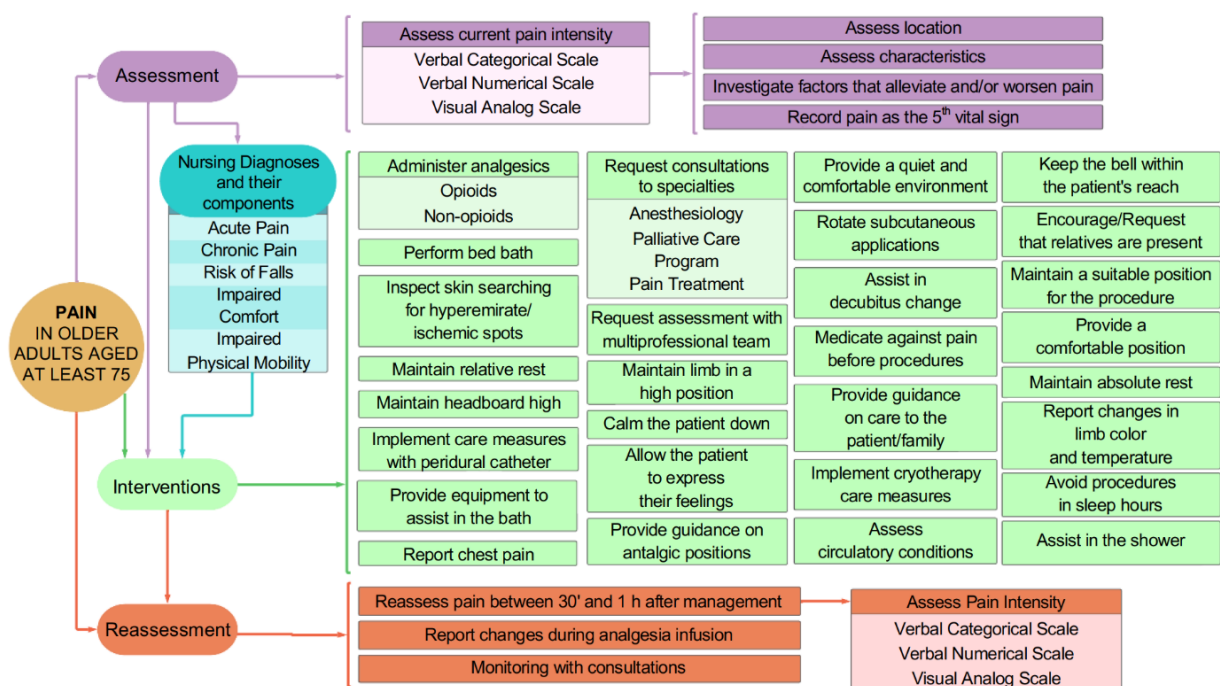 PAIN
IN OLDER
ADULTS AGED
AT LEAST 75
Assessment
Assess current pain intensity
Verbal Categorical Scale
Verbal Numerical Scale
Visual Analog Scale
Assess location
Assess characteristics
Investigate factors that alleviate and/or worsen pain
Record pain as the 5th vital sign
Nursing Diagnoses
and their
components
Acute Pain
Chronic Pain
Risk of Falls
Impaired
Comfort
Impaired
Physical Mobility
Interventions
Administer analgesics
Opioids
Non-opioids
Perform bed bath
Inspect skin searching
for hyperemirate/
ischemic spots
Maintain relative rest
Maintain headboard high
Implement care measures
with peridural catheter
Provide equipment to
assist in the bath
Report chest pain
Request consultations
to specialties
Anesthesiology
Palliative Care
Program
Pain Treatment
Request assessment with
multiprofessional team
Maintain limb in a
high position
Calm the patient down
Allow the patient
to express
their feelings
Provide guidance on
antalgic positions
Provide a quiet and
comfortable environment
Rotate subcutaneous
applications
Assist in
decubitus change
Medicate against pain
before procedures
Provide guidance
on care to the
patient/family
Implement cryotherapy
care measures
Assess
circulatory conditions
Keep the bell within
the patient's reach
Encourage/Request
that relatives are present
Maintain a suitable position
for the procedure
Provide a
comfortable position
Maintain absolute rest
Report changes in
limb color
and temperature
Avoid procedures
in sleep hours
Assist in the shower
Reassessment
Reassess pain between 30' and 1 h after management
Report changes during analgesia infusion
Monitoring with consultations
Assess Pain Intensity
Verbal Categorical Scale
Verbal Numerical Scale
Visual Analog Scale